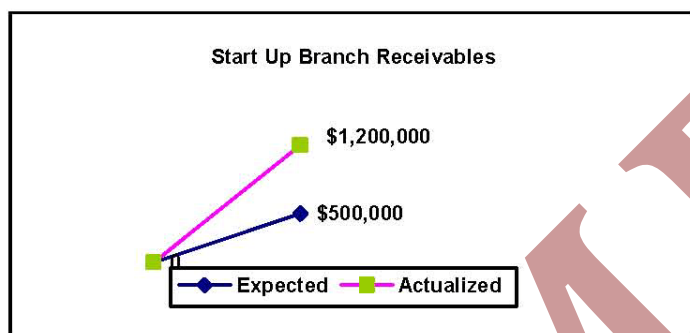 Start Up Branch Receivables
$1,200,000
$500,000
Expected Actualized